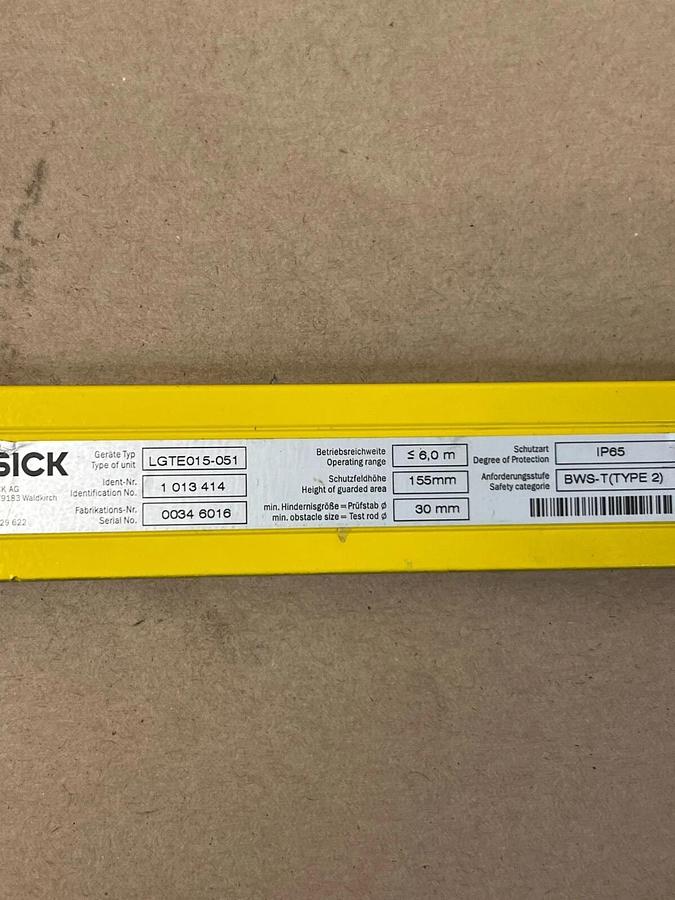 SICK
CK AG
79183 Waldkirch
29 622
Geräte Typ
Type of unit
LGTE015-051
Ident-Nr.
Identification No.
1 013 414
Fabrikations-Nr.
Serial No.
0034 6016
Betriebsreichweite
Operating range
≤ 6,0 m
Schutzfeldhöhe
Height of guarded area
155mm
min. Hindernisgröße = Prüfstab ø
min. obstacle size = Test rod ø
30 mm
Schutzart
Degree of Protection
IP65
Anforderungsstufe
Safety categorie
BWS-T(TYPE 2)